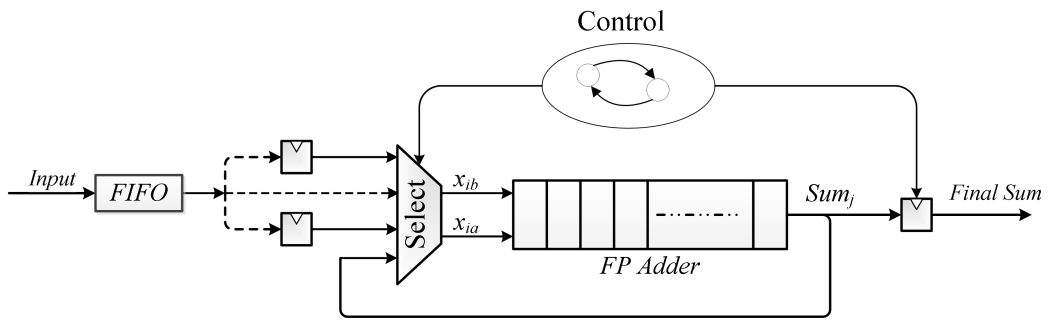 Control
Input
FIFO
Select
x_ib
x_ia
Sum_j
Final Sum
FP Adder